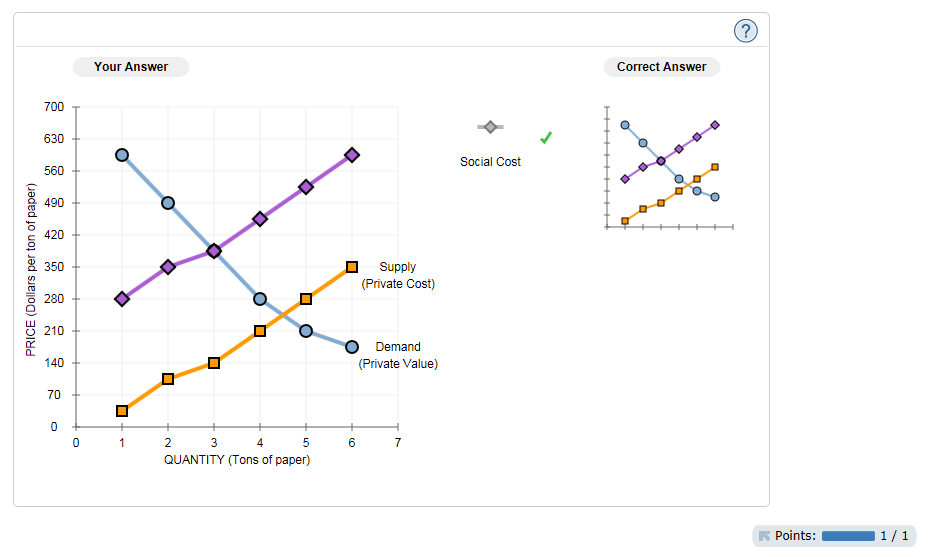 ?
Your Answer
Correct Answer
700
630
560
490
420
350
280
210
140
70
0
PRICE (Dollars per ton of paper)
0 1 2 3 4 5 6 7
QUANTITY (Tons of paper)
Supply
(Private Cost)
Demand
(Private Value)
Social Cost
Points: 1 / 1